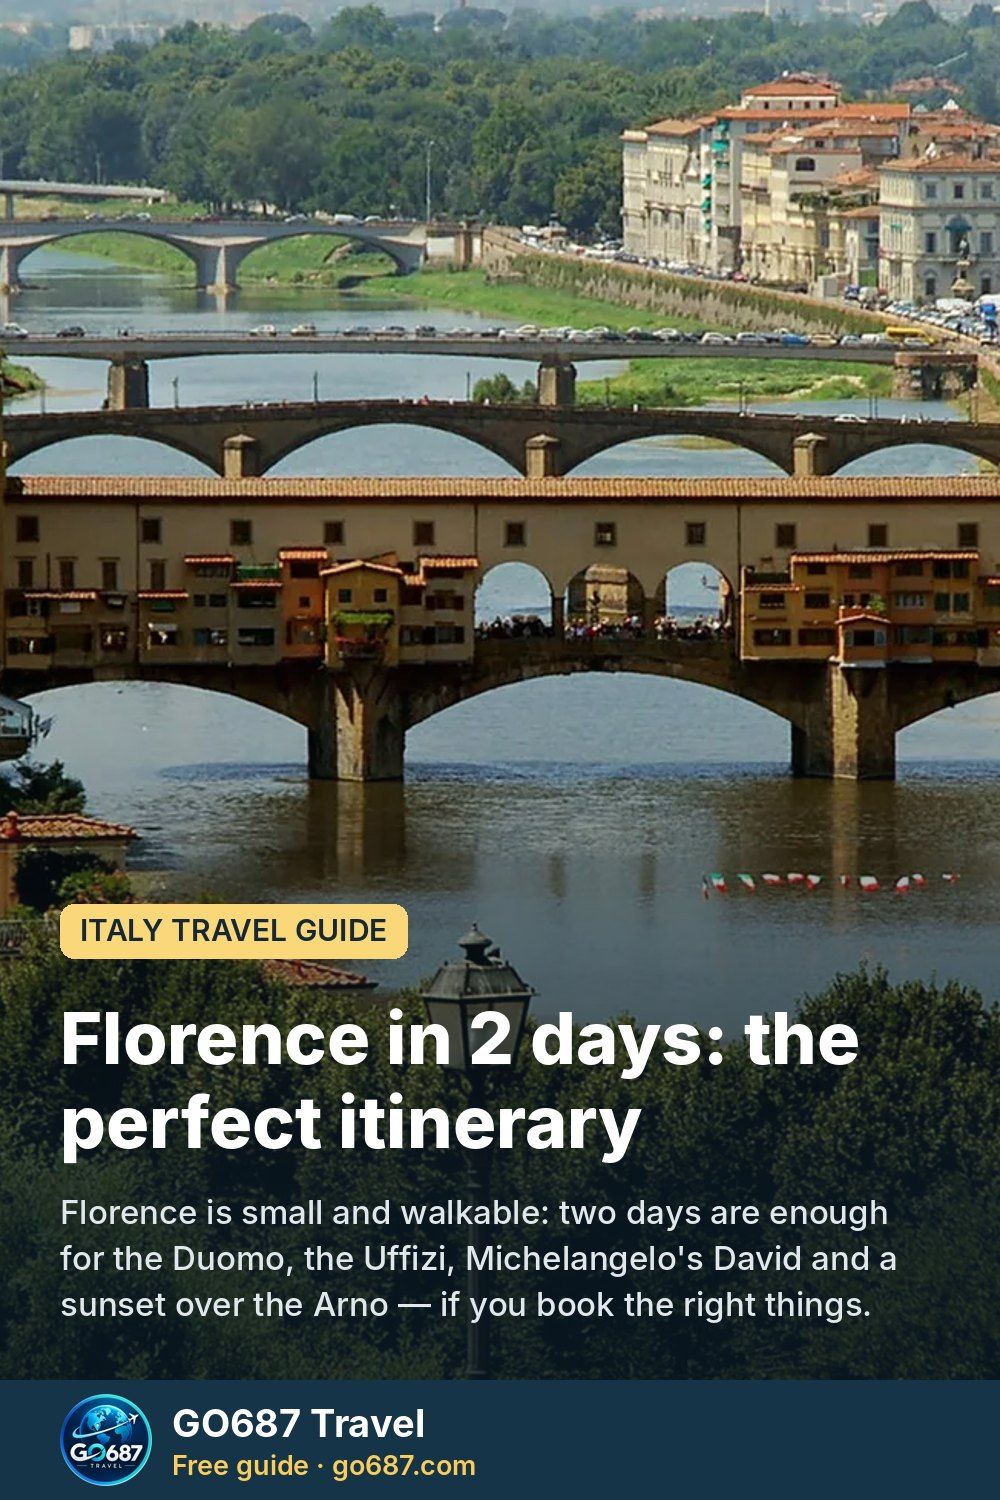 ITALY TRAVEL GUIDE
Florence in 2 days: the
perfect itinerary
Florence is small and walkable: two days are enough
for the Duomo, the Uffizi, Michelangelo's David and a
sunset over the Arno — if you book the right things.
GO687
TRAVEL
GO687 Travel
Free guide · go687.com